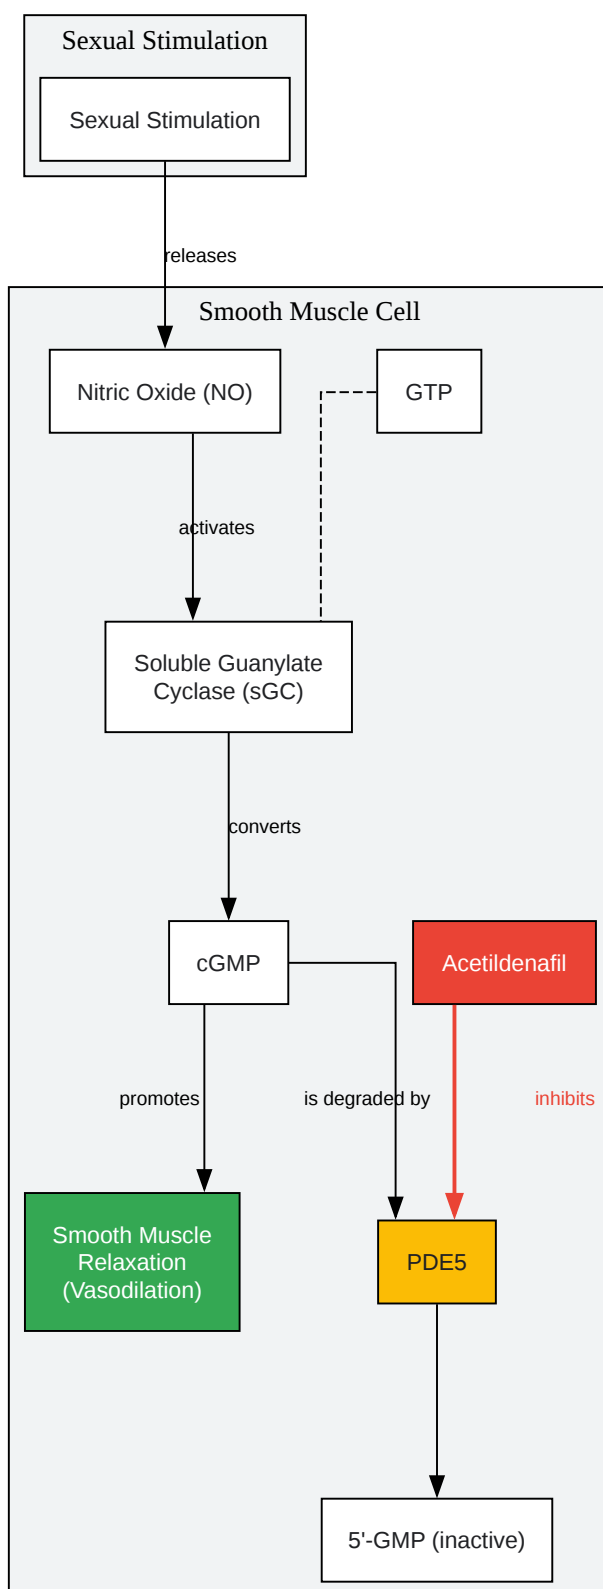 Sexual Stimulation
Sexual Stimulation
releases
Smooth Muscle Cell
Nitric Oxide (NO)
GTP
activates
Soluble Guanylate
Cyclase (sGC)
converts
cGMP
Acetildenafil
promotes
is degraded by
inhibits
Smooth Muscle
Relaxation
(Vasodilation)
PDE5
5'-GMP (inactive)